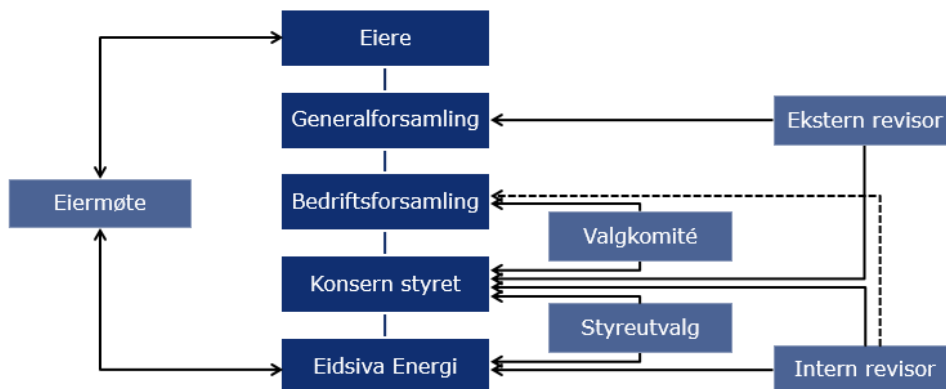 Eiere
Generalforsamling
Ekstern revisor
Eiermøte
Bedriftsforsamling
Valgkomité
Konsern styret
Styreutvalg
Eidsiva Energi
Intern revisor